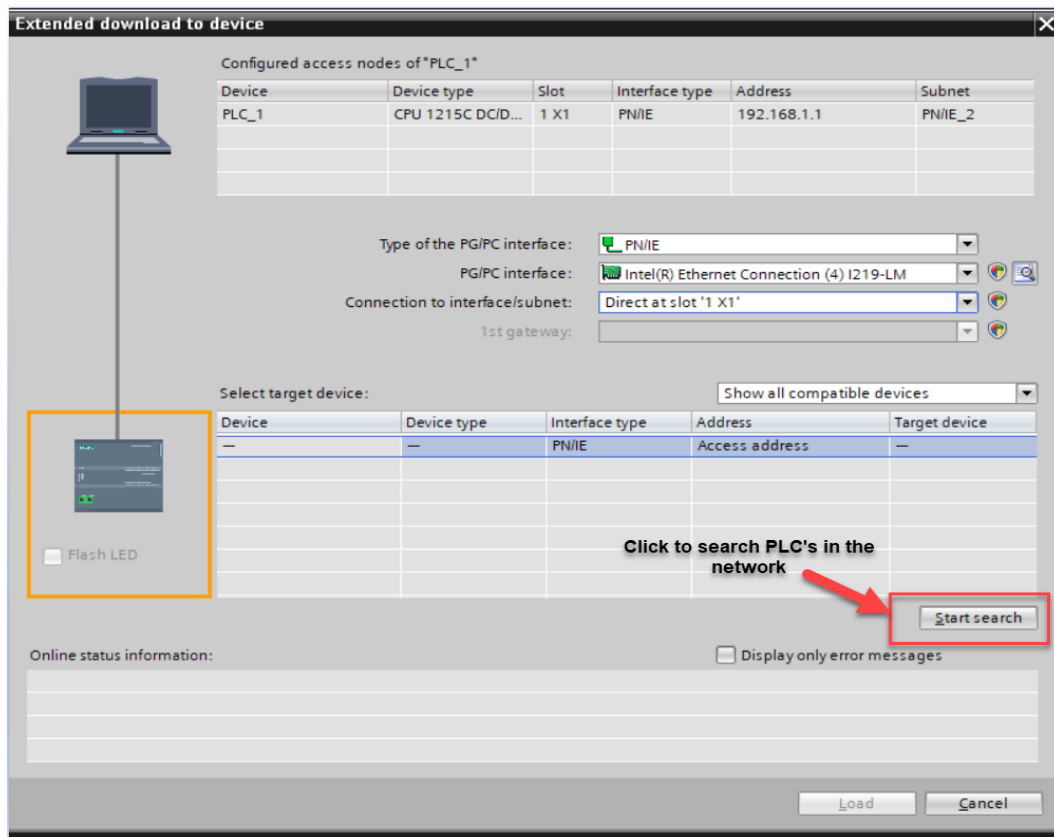 Extended download to device
Configured access nodes of "PLC_1"
Device Device type Slot Interface type Address Subnet
PLC_1 CPU 1215C DC/D... 1 X1 PN/IE 192.168.1.1 PN/IE_2
Type of the PG/PC interface: PN/IE
PG/PC interface: Intel(R) Ethernet Connection (4) I219-LM
Connection to interface/subnet: Direct at slot '1 X1'
1st gateway:
Select target device: Show all compatible devices
Device Device type Interface type Address Target device
— — PN/IE Access address —
Flash LED
Click to search PLC's in the
network
Start search
Online status information: Display only error messages
Load Cancel